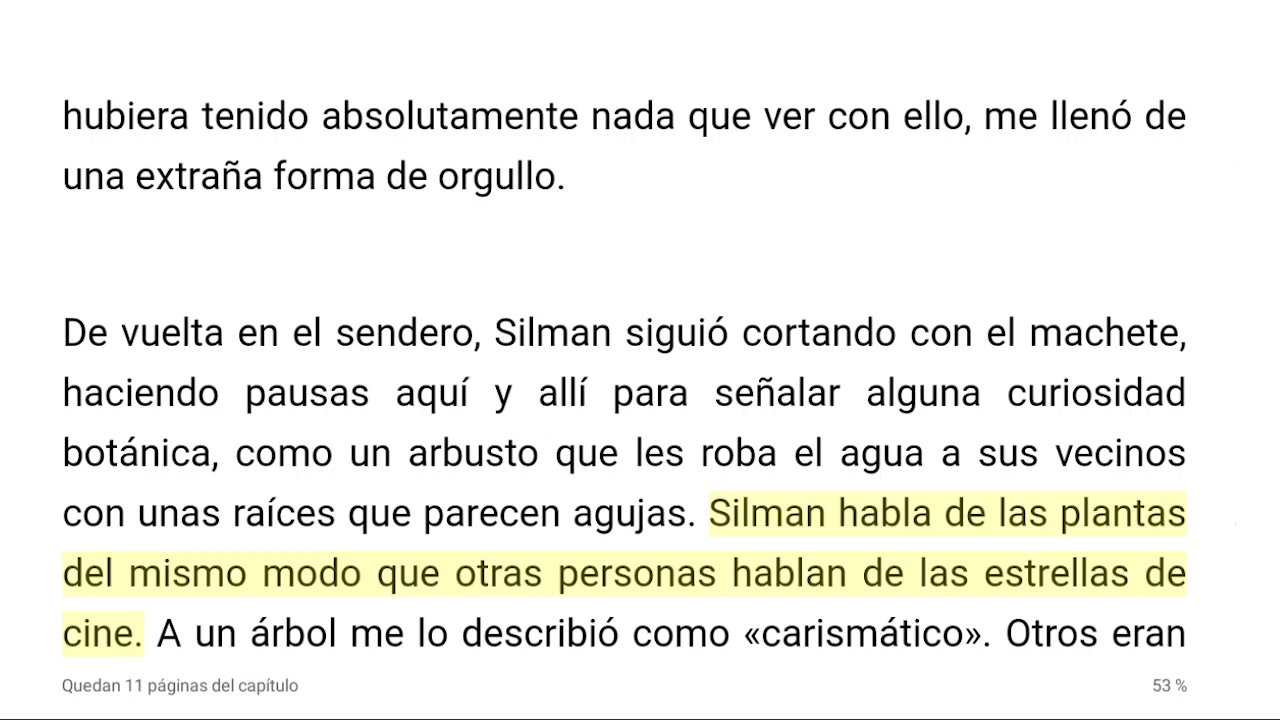 hubiera tenido absolutamente nada que ver con ello, me llenó de
una extraña forma de orgullo.
De vuelta en el sendero, Silman siguió cortando con el machete,
haciendo pausas aquí y allí para señalar alguna curiosidad
botánica, como un arbusto que les roba el agua a sus vecinos
con unas raíces que parecen agujas. Silman habla de las plantas
del mismo modo que otras personas hablan de las estrellas de
cine. A un árbol me lo describió como «carismático». Otros eran
Quedan 11 páginas del capítulo 53 %